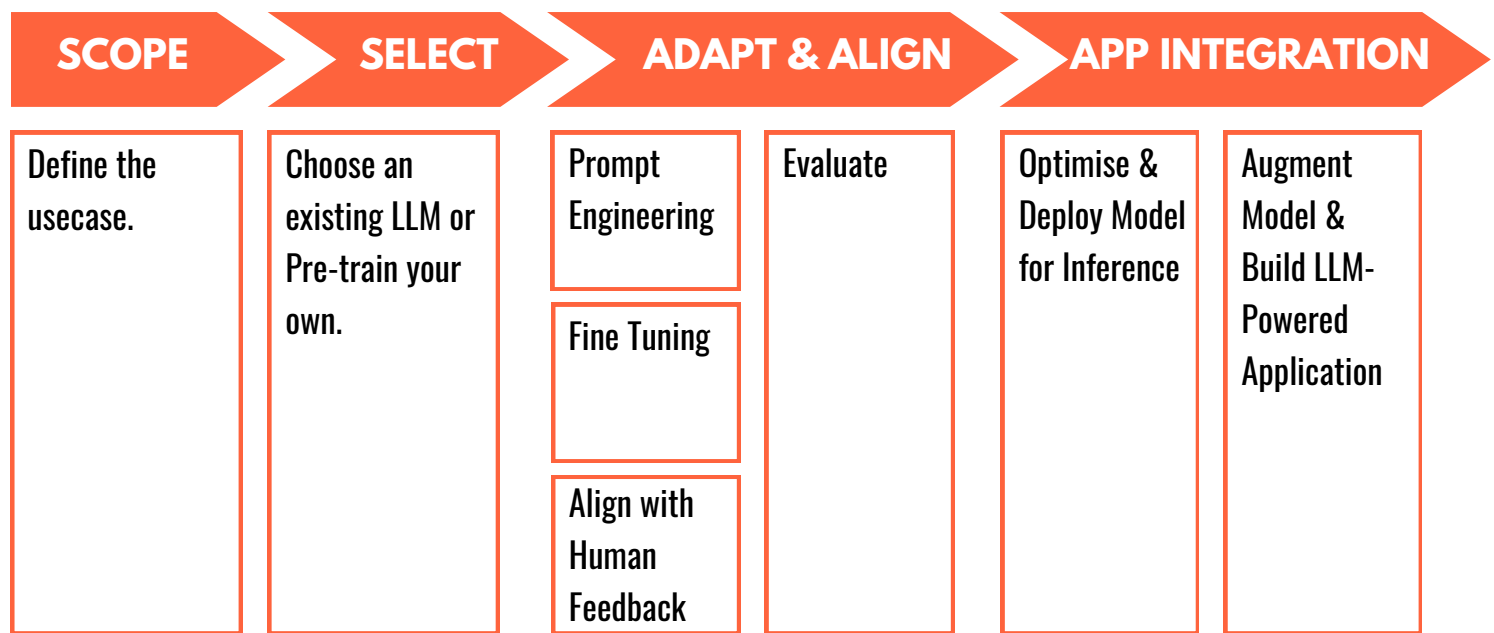 SCOPE
SELECT
ADAPT & ALIGN
APP INTEGRATION
Define the
usecase.
Choose an
existing LLM or
Pre-train your
own.
Prompt
Engineering
Fine Tuning
Align with
Human
Feedback
Evaluate
Optimise &
Deploy Model
for Inference
Augment
Model &
Build LLM-
Powered
Application